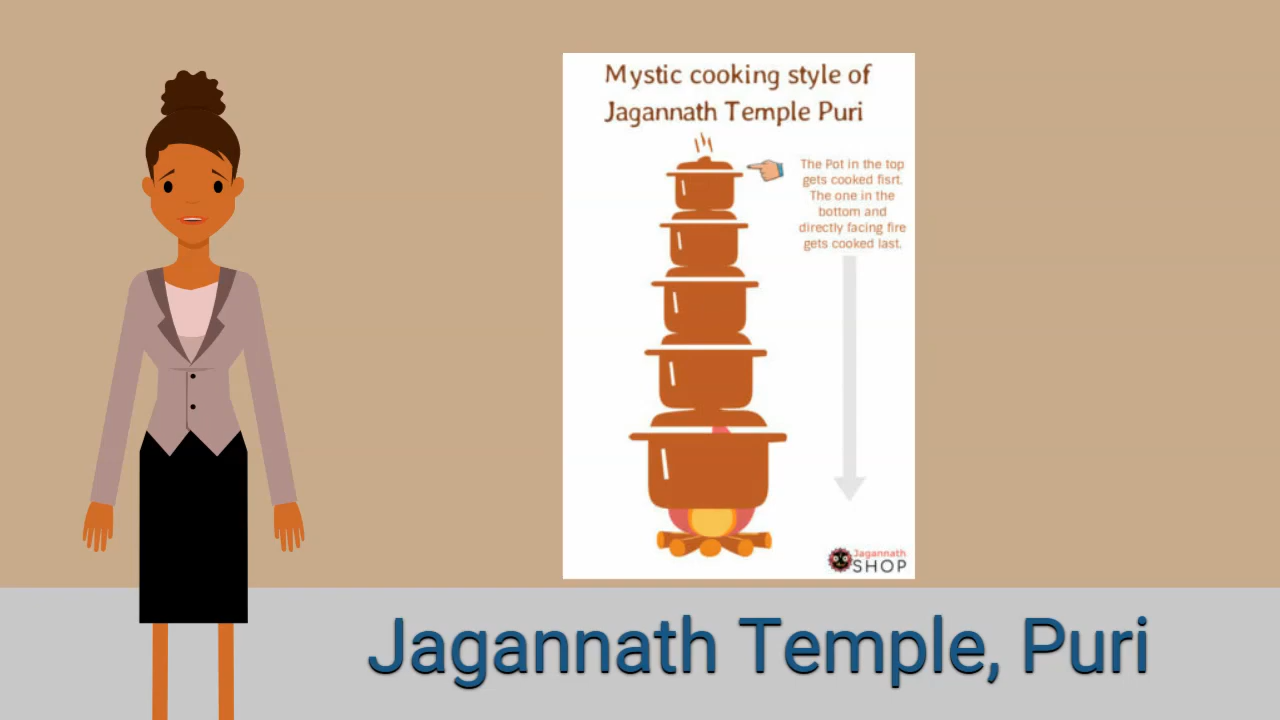 Mystic cooking style of
Jagannath Temple Puri
The Pot in the top
gets cooked fisrt.
The one in the
bottom and
directly facing fire
gets cooked last.
Jagannath
SHOP
Jagannath Temple, Puri